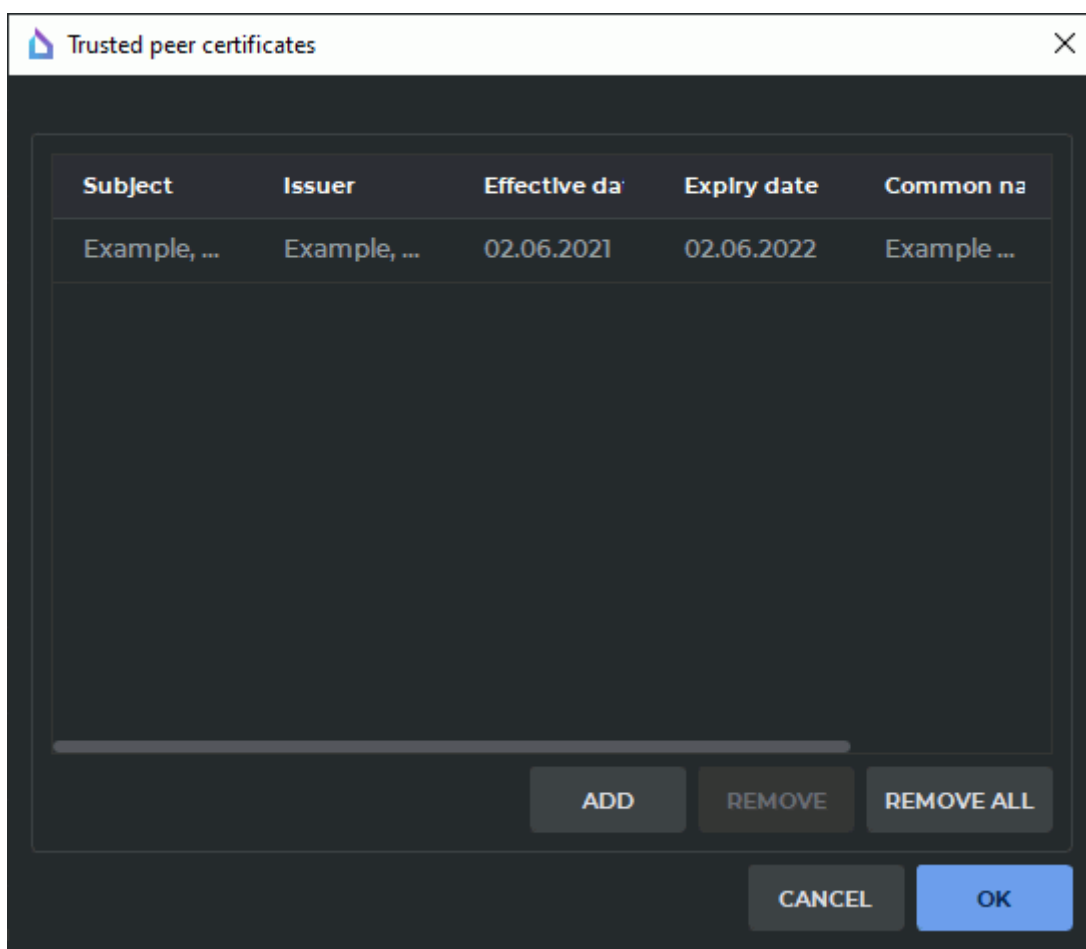 Trusted peer certificates
Subject Issuer Effective da Expiry date Common na
Example, ... Example, ... 02.06.2021 02.06.2022 Example ...
ADD REMOVE REMOVE ALL
CANCEL OK